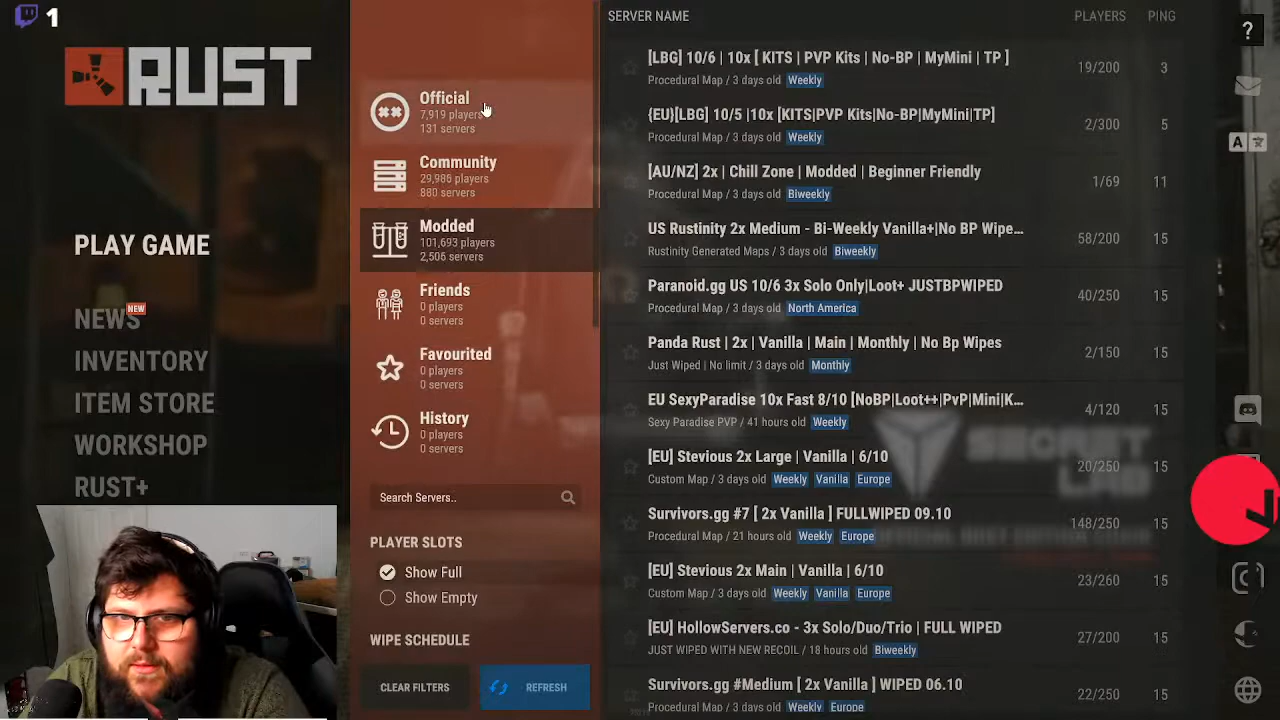 1
RUST
PLAY GAME
NEWS
NEW
INVENTORY
ITEM STORE
WORKSHOP
RUST+
Official
7,919 players
131 servers
Community
29,986 players
880 servers
Modded
101,693 players
2,506 servers
Friends
0 players
0 servers
Favourited
0 players
0 servers
History
0 players
0 servers
Search Servers..
PLAYER SLOTS
Show Full
Show Empty
WIPE SCHEDULE
CLEAR FILTERS
REFRESH
SERVER NAME PLAYERS PING
[LBG] 10/6 | 10x [ KITS | PVP Kits | No-BP | MyMini | TP ] 19/200 3
Procedural Map / 3 days old Weekly
{EU}[LBG] 10/5 |10x [KITS|PVP Kits|No-BP|MyMini|TP] 2/300 5
Procedural Map / 3 days old Weekly
[AU/NZ] 2x | Chill Zone | Modded | Beginner Friendly 1/69 11
Procedural Map / 3 days old Biweekly
US Rustinity 2x Medium - Bi-Weekly Vanilla+|No BP Wipe... 58/200 15
Rustinity Generated Maps / 3 days old Biweekly
Paranoid.gg US 10/6 3x Solo Only|Loot+ JUSTBPWIPED 40/250 15
Procedural Map / 3 days old North America
Panda Rust | 2x | Vanilla | Main | Monthly | No Bp Wipes 2/150 15
Just Wiped | No limit / 3 days old Monthly
EU SexyParadise 10x Fast 8/10 [NoBP|Loot++|PvP|Mini|K... 4/120 15
Sexy Paradise PVP / 41 hours old Weekly
[EU] Stevious 2x Large | Vanilla | 6/10 20/250 15
Custom Map / 3 days old Weekly Vanilla Europe
Survivors.gg #7 [ 2x Vanilla ] FULLWIPED 09.10 148/250 15
Procedural Map / 21 hours old Weekly Europe
[EU] Stevious 2x Main | Vanilla | 6/10 23/260 15
Custom Map / 3 days old Weekly Vanilla Europe
[EU] HollowServers.co - 3x Solo/Duo/Trio | FULL WIPED 27/200 15
JUST WIPED WITH NEW RECOIL / 18 hours old Biweekly
Survivors.gg #Medium [ 2x Vanilla ] WIPED 06.10 22/250 15
Procedural Map / 3 days old Weekly Europe
SECRET LAB
?
A